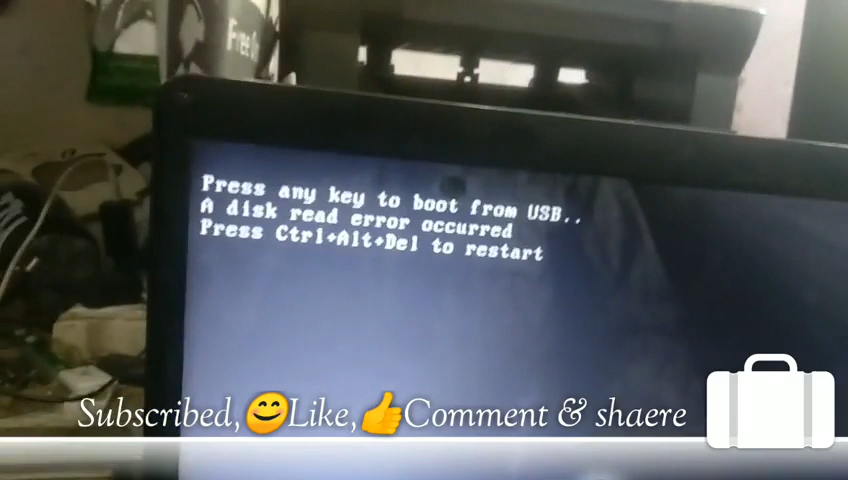 Free
Press any key to boot from USB..
A disk read error occurred
Press Ctrl+Alt+Del to restart
Subscribed,😊Like,👍Comment & shaere